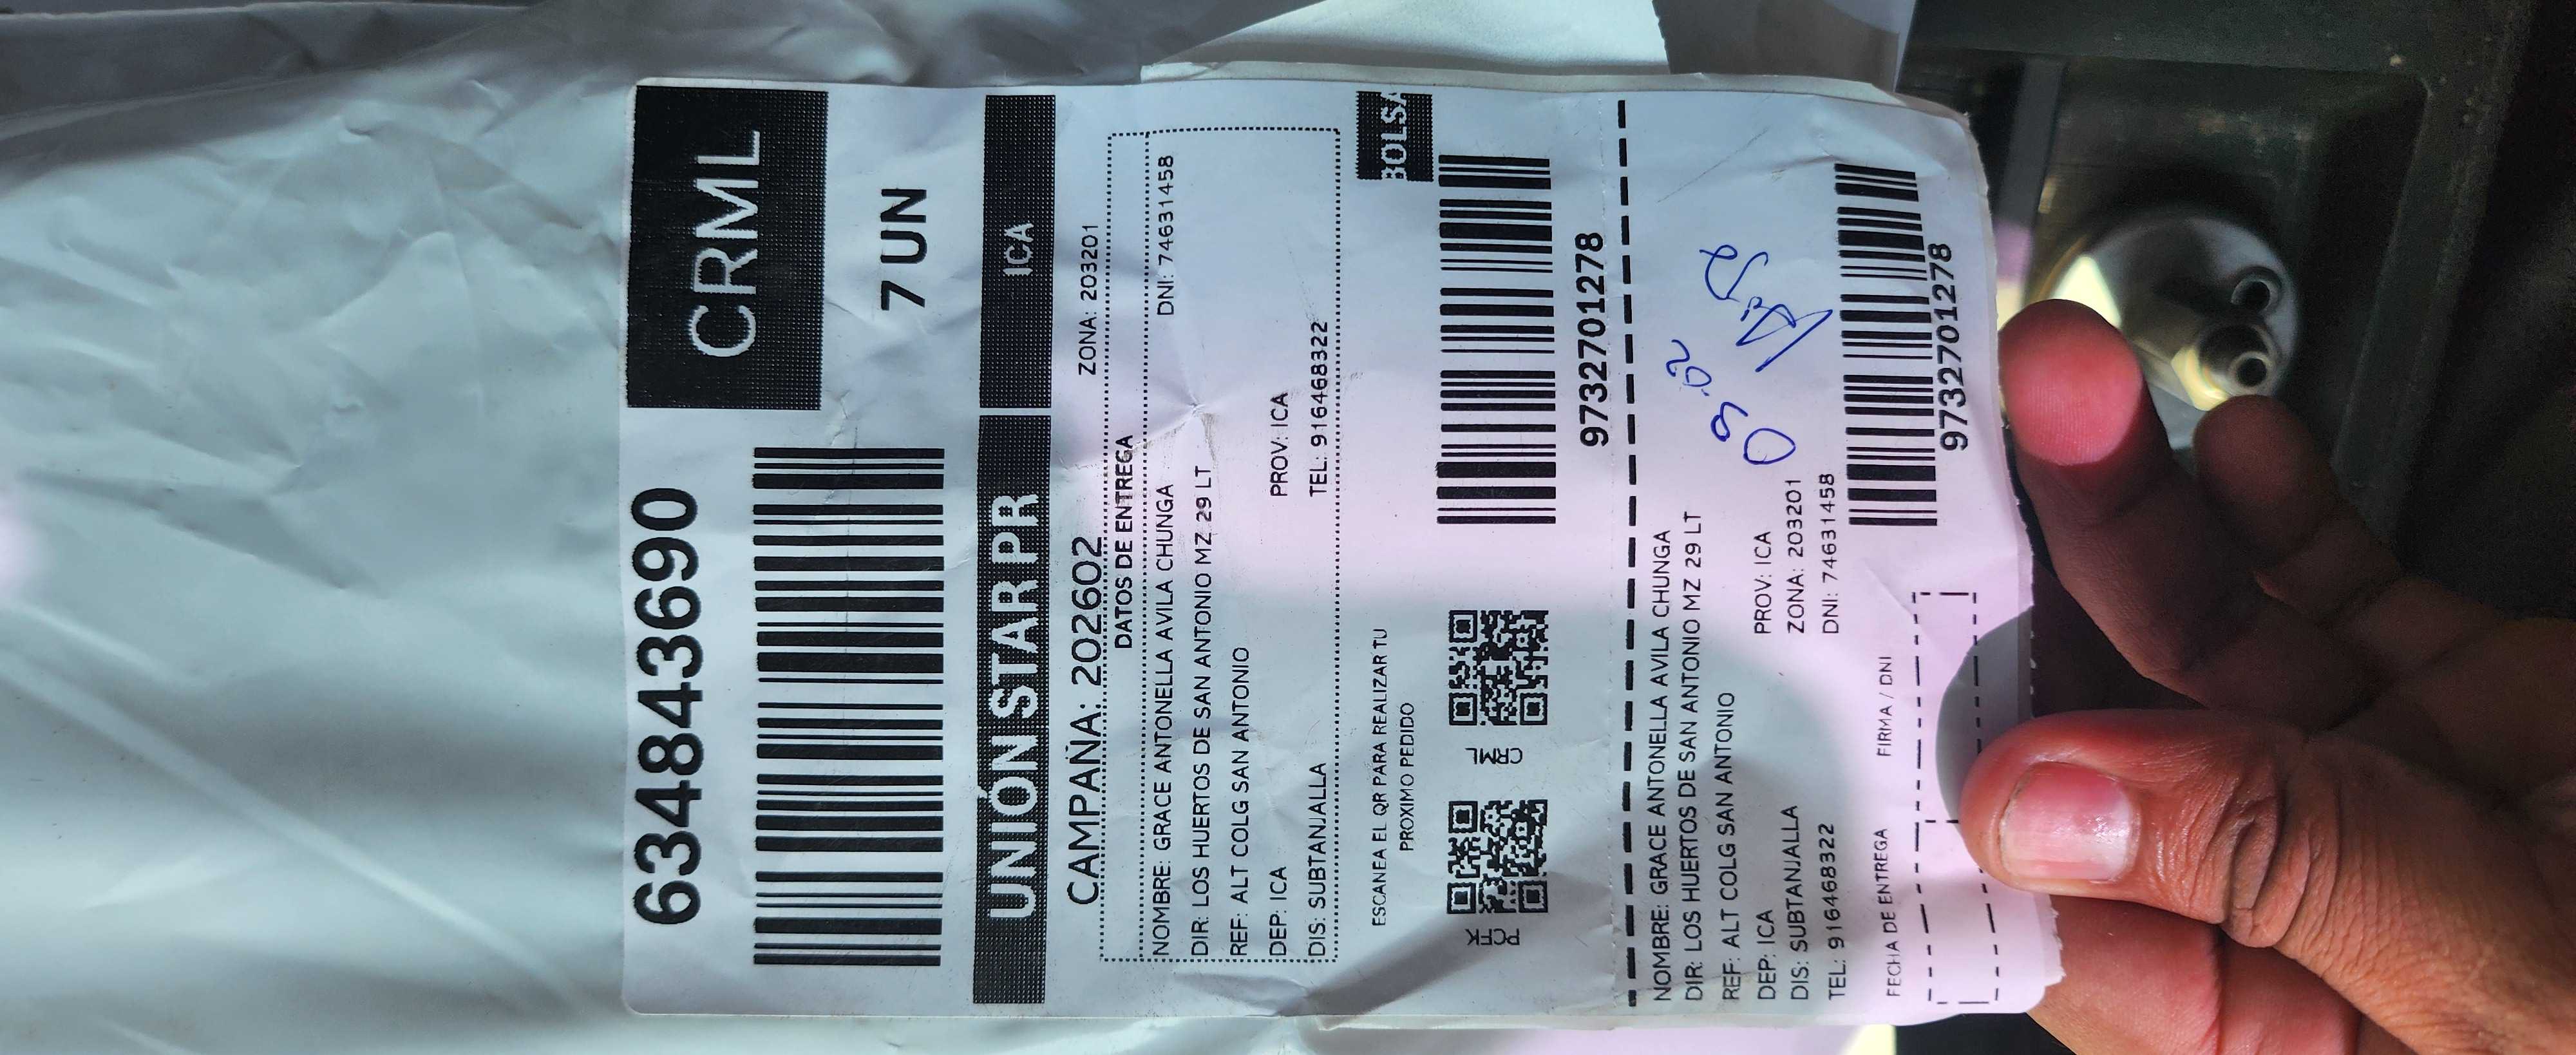 634843690
CRML
7 UN
UNIÓN STAR PR
ICA
CAMPAÑA: 202602
ZONA: 203201
DATOS DE ENTREGA
NOMBRE: GRACE ANTONELLA AVILA CHUNGA
DNI: 74631458
DIR: LOS HUERTOS DE SAN ANTONIO MZ 29 LT
REF: ALT COLG SAN ANTONIO
DEP: ICA
PROV: ICA
DIS: SUBTANJALLA
TEL: 916468322
BOLSA
ESCANEA EL QR PARA REALIZAR TU
PROXIMO PEDIDO
PCFK
CRML
9732701278
NOMBRE: GRACE ANTONELLA AVILA CHUNGA
DIR: LOS HUERTOS DE SAN ANTONIO MZ 29 LT
REF: ALT COLG SAN ANTONIO
DEP: ICA
PROV: ICA
DIS: SUBTANJALLA
ZONA: 203201
TEL: 916468322
DNI: 74631458
9732701278
FECHA DE ENTREGA
FIRMA / DNI